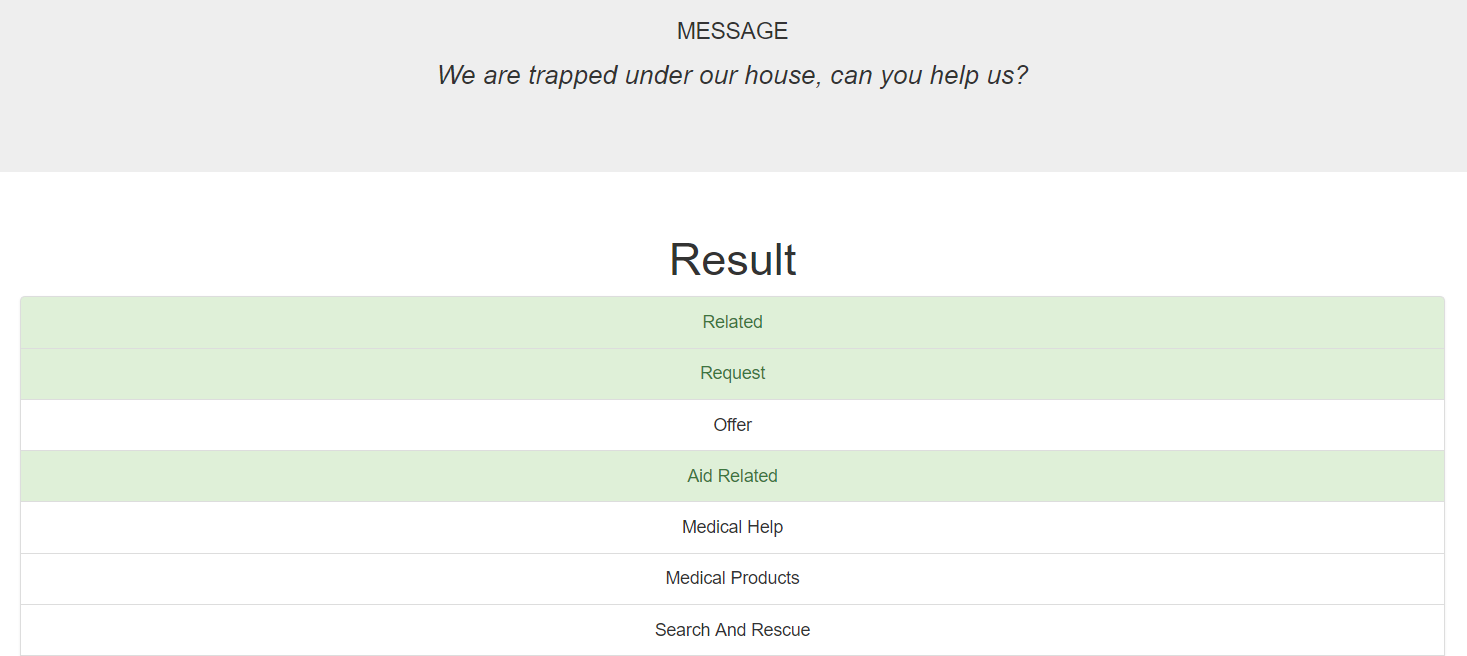 MESSAGE
We are trapped under our house, can you help us?
Result
Related
Request
Offer
Aid Related
Medical Help
Medical Products
Search And Rescue